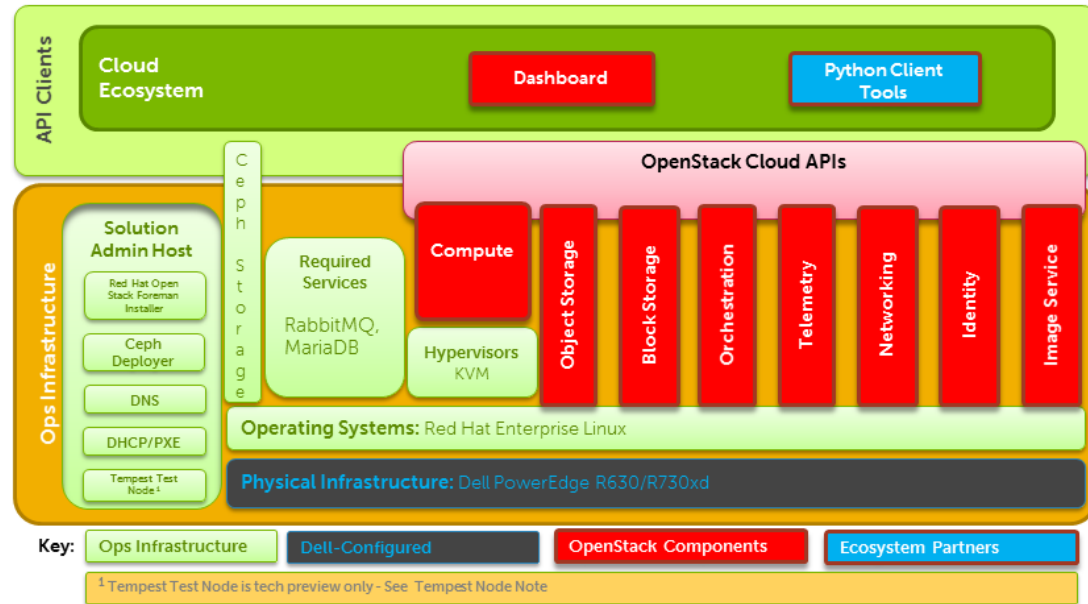 API Clients
Cloud
Ecosystem
Dashboard
Python Client
Tools
OpenStack Cloud APIs
Ops Infrastructure
Solution
Admin Host
Red Hat Open
Stack Foreman
Installer
Ceph
Deployer
DNS
DHCP/PXE
Tempest Test
Node ¹
Ceph Storage
Required
Services
RabbitMQ,
MariaDB
Compute
Hypervisors
KVM
Object Storage
Block Storage
Orchestration
Telemetry
Networking
Identity
Image Service
Operating Systems: Red Hat Enterprise Linux
Physical Infrastructure: Dell PowerEdge R630/R730xd
Key:
Ops Infrastructure
Dell-Configured
OpenStack Components
Ecosystem Partners
¹ Tempest Test Node is tech preview only - See Tempest Node Note